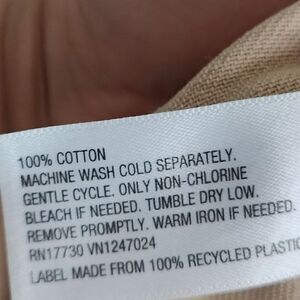 100% COTTON
MACHINE WASH COLD SEPARATELY.
GENTLE CYCLE. ONLY NON-CHLORINE
BLEACH IF NEEDED. TUMBLE DRY LOW.
REMOVE PROMPTLY. WARM IRON IF NEEDED.
RN17730 VN1247024
LABEL MADE FROM 100% RECYCLED PLASTIC